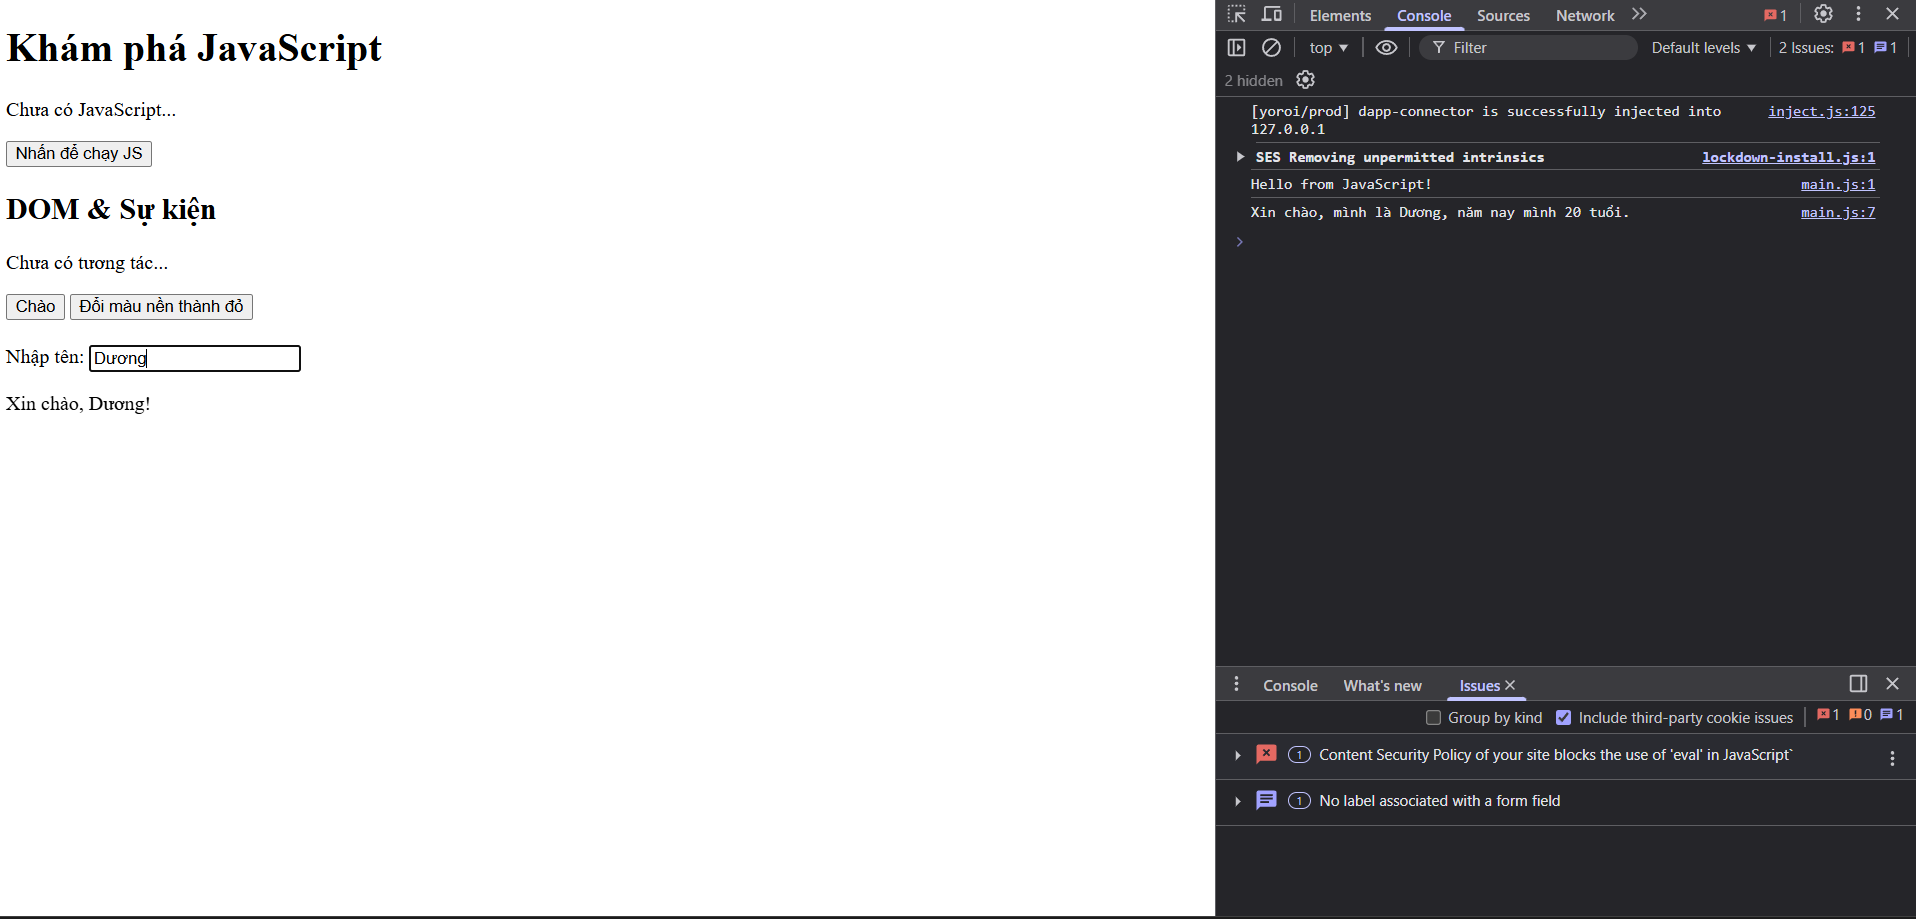 Khám phá JavaScript
Chưa có JavaScript...
Nhấn để chạy JS
DOM & Sự kiện
Chưa có tương tác...
Chào Đổi màu nền thành đỏ
Nhập tên: Dương
Xin chào, Dương!
Elements Console Sources Network 1
top Filter Default levels 2 Issues: 1 1
2 hidden
[yoroi/prod] dapp-connector is successfully injected into inject.js:125
127.0.0.1
SES Removing unpermitted intrinsics lockdown-install.js:1
Hello from JavaScript! main.js:1
Xin chào, mình là Dương, năm nay mình 20 tuổi. main.js:7
Console What's new Issues
Group by kind Include third-party cookie issues 1 0 1
1 Content Security Policy of your site blocks the use of 'eval' in JavaScript`
1 No label associated with a form field